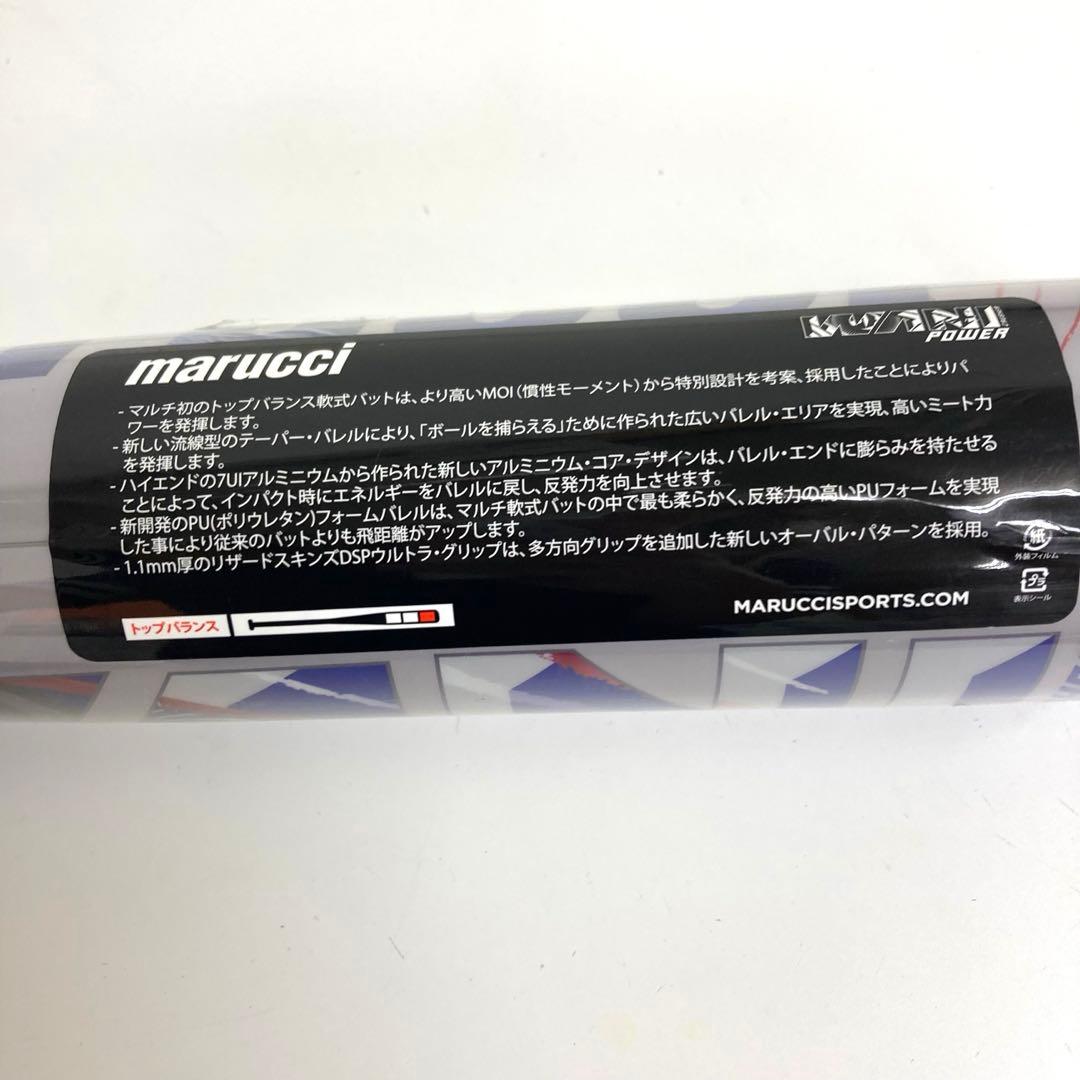 marucci
POWER
- マルチ初のトップバランス軟式バットは、より高いMOI（慣性モーメント）から特別設計を考案、採用したことによりパ
ワーを発揮します。
- 新しい流線型のテーパー・バレルにより、「ボールを捕らえる」ために作られた広いバレル・エリアを実現、高いミート力
を発揮します。
- ハイエンドの7UIアルミニウムから作られた新しいアルミニウム・コア・デザインは、バレル・エンドに膨らみを持たせる
ことによって、インパクト時にエネルギーをバレルに戻し、反発力を向上させます。
- 新開発のPU(ポリウレタン)フォームバレルは、マルチ軟式バットの中で最も柔らかく、反発力の高いPUフォームを実現
した事により従来のバットよりも飛距離がアップします。
- 1.1mm厚のリザードスキンズDSPウルトラ・グリップは、多方向グリップを追加した新しいオーバル・パターンを採用。
紙
外装フィルム
プラ
表示シール
MARUCCISPORTS.COM
トップバランス